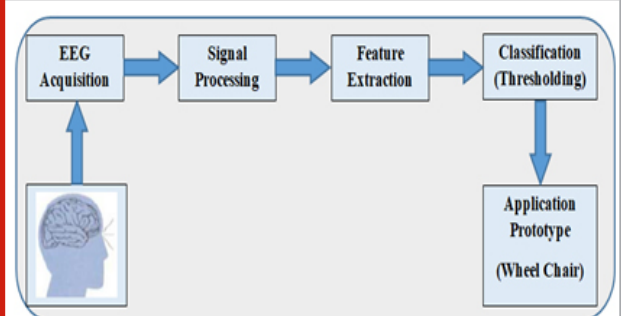 EEG
Acquisition
Signal
Processing
Feature
Extraction
Classification
(Thresholding)
Application
Prototype
(Wheel Chair)